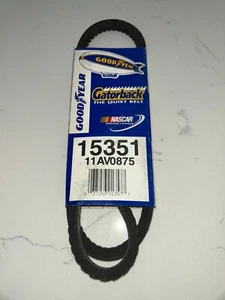 GOODYEAR
GOODYEAR
Gatorback
THE QUIET BELT
NASCAR
15351
11AV0875